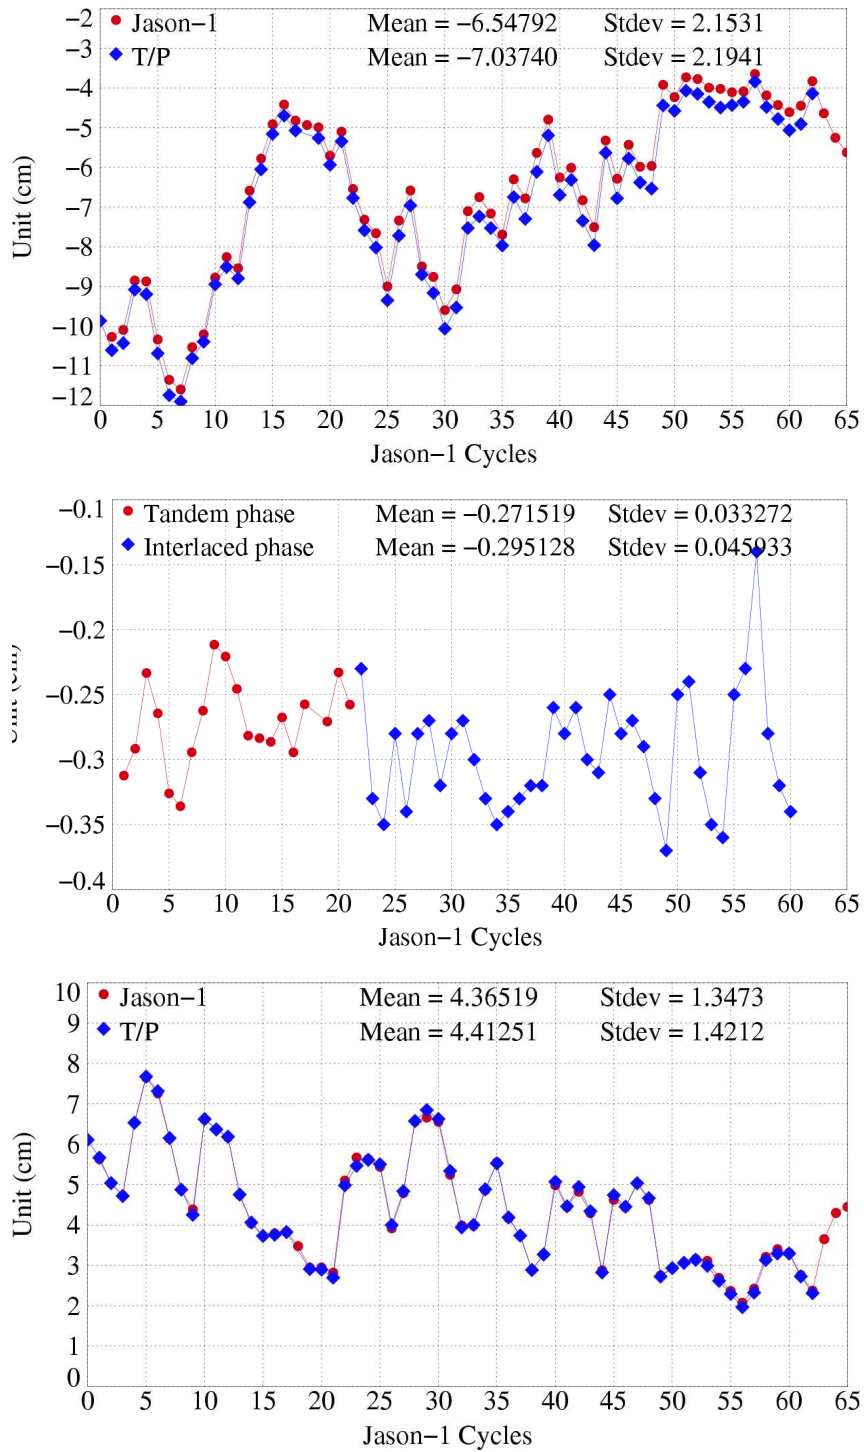 −2
Jason−1 Mean = −6.54792 Stdev = 2.1531
−3
T/P Mean = −7.03740 Stdev = 2.1941
−4
−5
−6
−7
−8
−9
−10
−11
−12
Unit (cm)
0 5 10 15 20 25 30 35 40 45 50 55 60 65
Jason−1 Cycles
−0.1
Tandem phase Mean = −0.271519 Stdev = 0.033272
Interlaced phase Mean = −0.295128 Stdev = 0.045933
−0.15
−0.2
−0.25
−0.3
−0.35
−0.4
Unit (cm)
0 5 10 15 20 25 30 35 40 45 50 55 60 65
Jason−1 Cycles
10
Jason−1 Mean = 4.36519 Stdev = 1.3473
9
T/P Mean = 4.41251 Stdev = 1.4212
8
7
6
5
4
3
2
1
0
Unit (cm)
0 5 10 15 20 25 30 35 40 45 50 55 60 65
Jason−1 Cycles